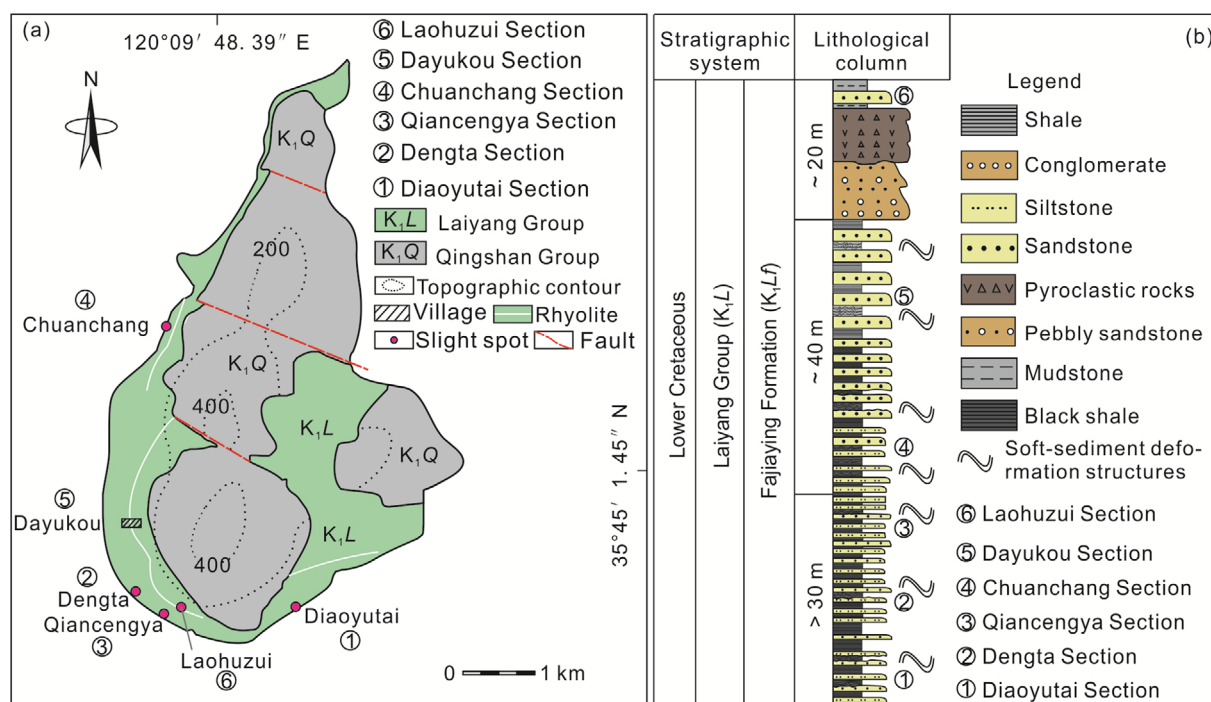 (a)
120°09′ 48.39″ E
N
⑥ Laohuzui Section
⑤ Dayukou Section
④ Chuanchang Section
③ Qiancengya Section
② Dengta Section
① Diaoyutai Section
K₁L Laiyang Group
K₁Q Qingshan Group
Topographic contour
Village Rhyolite
Slight spot Fault
K₁Q
200
④
Chuanchang
K₁Q
400
K₁L
K₁Q
⑤
Dayukou
K₁L
400
②
Dengta
Qiancengya
③
Laohuzui
⑥
Diaoyutai
①
0 1 km
35°45′ 1. 45″ N
(b)
Stratigraphic
system
Lithological
column
Lower Cretaceous
Laiyang Group (K₁L)
Fajiaying Formation (K₁Lf)
~ 20 m
~ 40 m
> 30 m
⑥
⑤
④
③
②
①
Legend
Shale
Conglomerate
Siltstone
Sandstone
Pyroclastic rocks
Pebbly sandstone
Mudstone
Black shale
Soft-sediment defo-
rmation structures
⑥ Laohuzui Section
⑤ Dayukou Section
④ Chuanchang Section
③ Qiancengya Section
② Dengta Section
① Diaoyutai Section